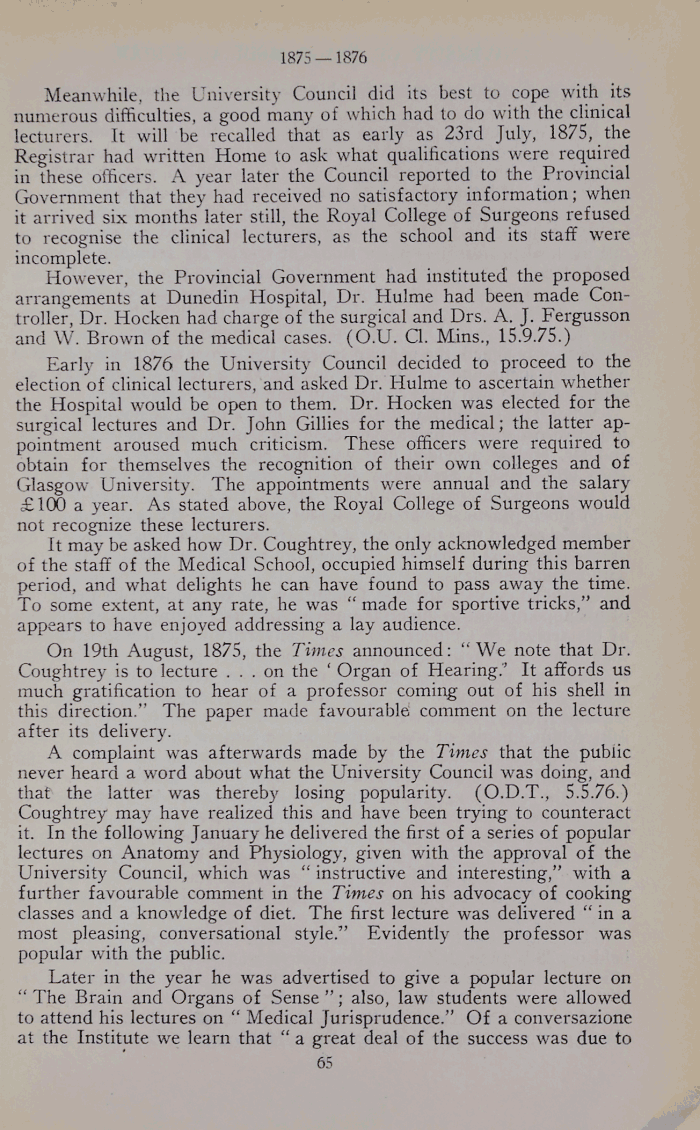 1875 — 1876
Meanwhile, the University Council did its best to cope with its
numerous difficulties, a good many of which had to do with the clinical
lecturers. It will be recalled that as early as 23rd July, 1875, the
Registrar had written Home to ask what qualifications were required
in these officers. A year later the Council reported to the Provincial
Government that they had received no satisfactory information; when
it arrived six months later still, the Royal College of Surgeons refused
to recognise the clinical lecturers, as the school and its staff were
incomplete.
However, the Provincial Government had instituted the proposed
arrangements at Dunedin Hospital, Dr. Hulme had been made Con-
troller, Dr. Hocken had charge of the surgical and Drs. A. J. Fergusson
and W. Brown of the medical cases. (O.U. Cl. Mins., 15.9.75.)
Early in 1876 the University Council decided to proceed to the
election of clinical lecturers, and asked Dr. Hulme to ascertain whether
the Hospital would be open to them. Dr. Hocken was elected for the
surgical lectures and Dr. John Gillies for the medical; the latter ap-
pointment aroused much criticism. These officers were required to
obtain for themselves the recognition of their own colleges and of
Glasgow University. The appointments were annual and the salary
£100 a year. As stated above, the Royal College of Surgeons would
not recognize these lecturers.
It may be asked how Dr. Coughtrey, the only acknowledged member
of the staff of the Medical School, occupied himself during this barren
period, and what delights he can have found to pass away the time.
To some extent, at any rate, he was “ made for sportive tricks,” and
appears to have enjoyed addressing a lay audience.
On 19th August, 1875, the Times announced: “ We note that Dr.
Coughtrey is to lecture . . . on the ‘ Organ of Hearing.’ It affords us
much gratification to hear of a professor coming out of his shell in
this direction.” The paper made favourable comment on the lecture
after its delivery.
A complaint was afterwards made by the Times that the public
never heard a word about what the University Council was doing, and
that the latter was thereby losing popularity. (O.D.T., 5.5.76.)
Coughtrey may have realized this and have been trying to counteract
it. In the following January he delivered the first of a series of popular
lectures on Anatomy and Physiology, given with the approval of the
University Council, which was “ instructive and interesting,” with a
further favourable comment in the Times on his advocacy of cooking
classes and a knowledge of diet. The first lecture was delivered “ in a
most pleasing, conversational style.” Evidently the professor was
popular with the public.
Later in the year he was advertised to give a popular lecture on
“ The Brain and Organs of Sense ”; also, law students were allowed
to attend his lectures on “ Medical Jurisprudence.” Of a conversazione
at the Institute we learn that “ a great deal of the success was due to
65